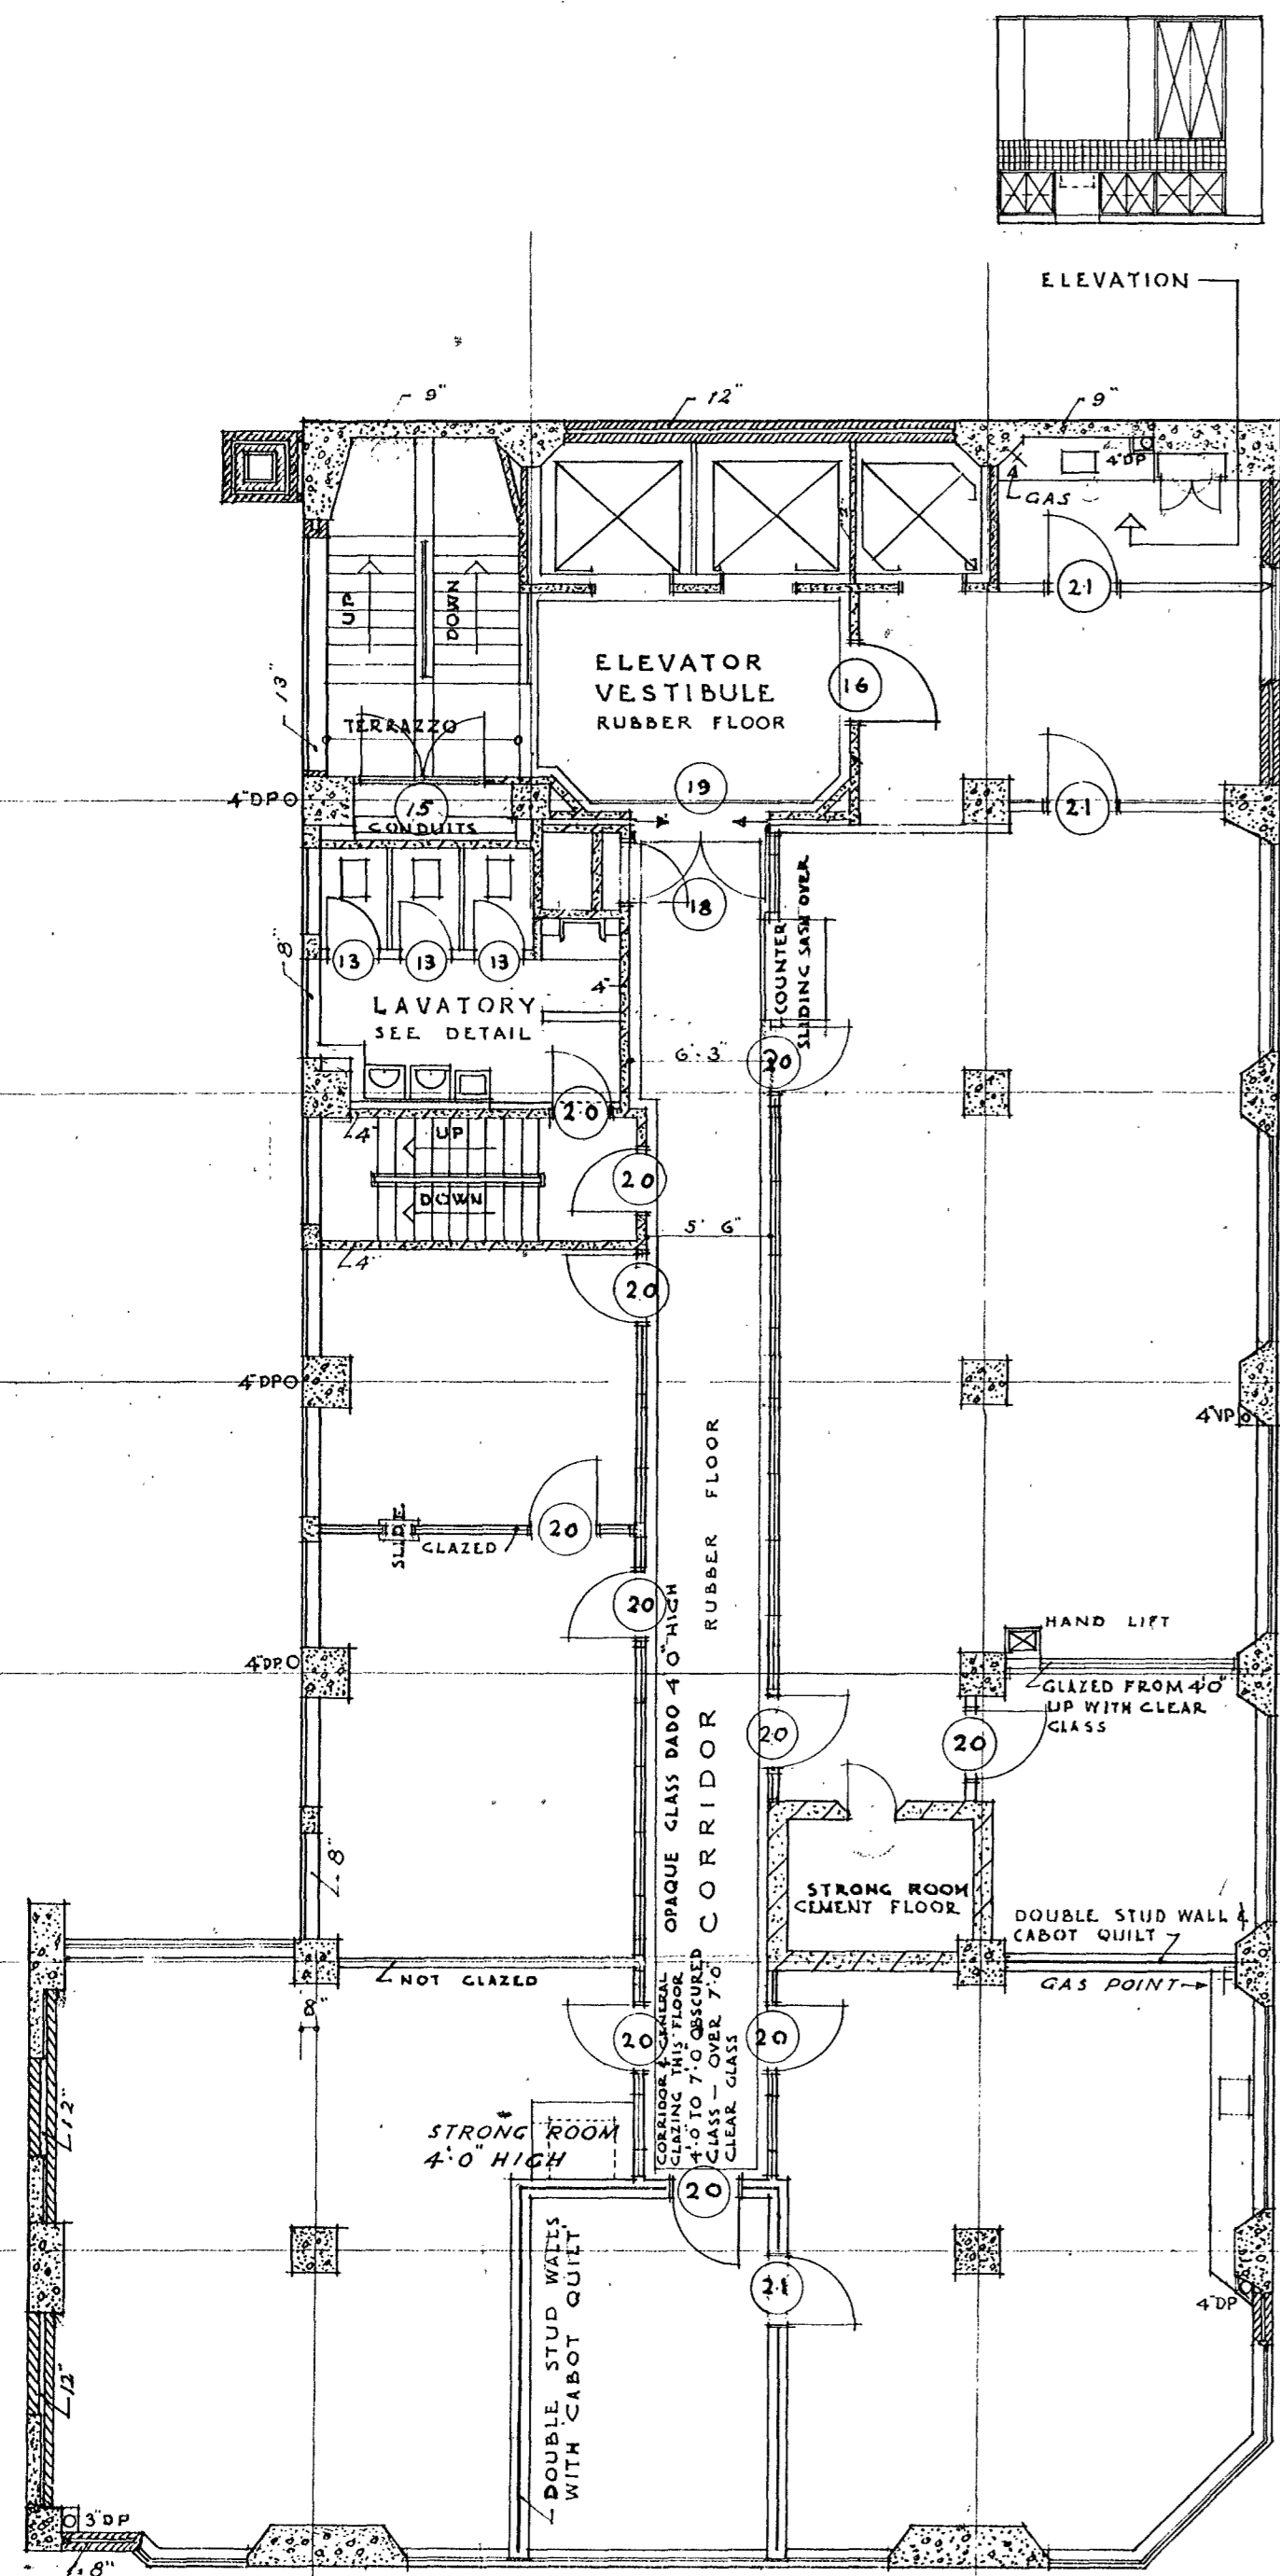 ELEVATION
9"
12"
9"
4"DP
GAS
21
UP
DOWN
2"
ELEVATOR
VESTIBULE
RUBBER FLOOR
16
13"
TERRAZZO
19
4"DP
15
CONDUITS
21
18
COUNTER
SLIDING SASH OVER
13
13
13
8"
4"
LAVATORY
SEE DETAIL
6'·3"
20
20
4"
UP
20
DOWN
5' 6"
4"
20
4"DP
4"VP
RUBBER FLOOR
SLIDE
GLAZED
20
20
OPAQUE GLASS DADO 4'0" HIGH
HAND LIFT
4"DP
GLAZED FROM 4'0"
UP WITH CLEAR
GLASS
CORRIDOR
20
20
8"
STRONG ROOM
CEMENT FLOOR
DOUBLE STUD WALL &
CABOT QUILT
NOT GLAZED
GAS POINT
8"
20
20
CORRIDOR & GENERAL
GLAZING THIS FLOOR
4'·0" TO 7'·0" OBSCURED
GLASS — OVER 7'·0"
CLEAR GLASS
12"
STRONG ROOM
4'·0" HIGH
20
DOUBLE STUD WALLS
WITH CABOT QUILT
21
4"DP
12"
3"DP
8"